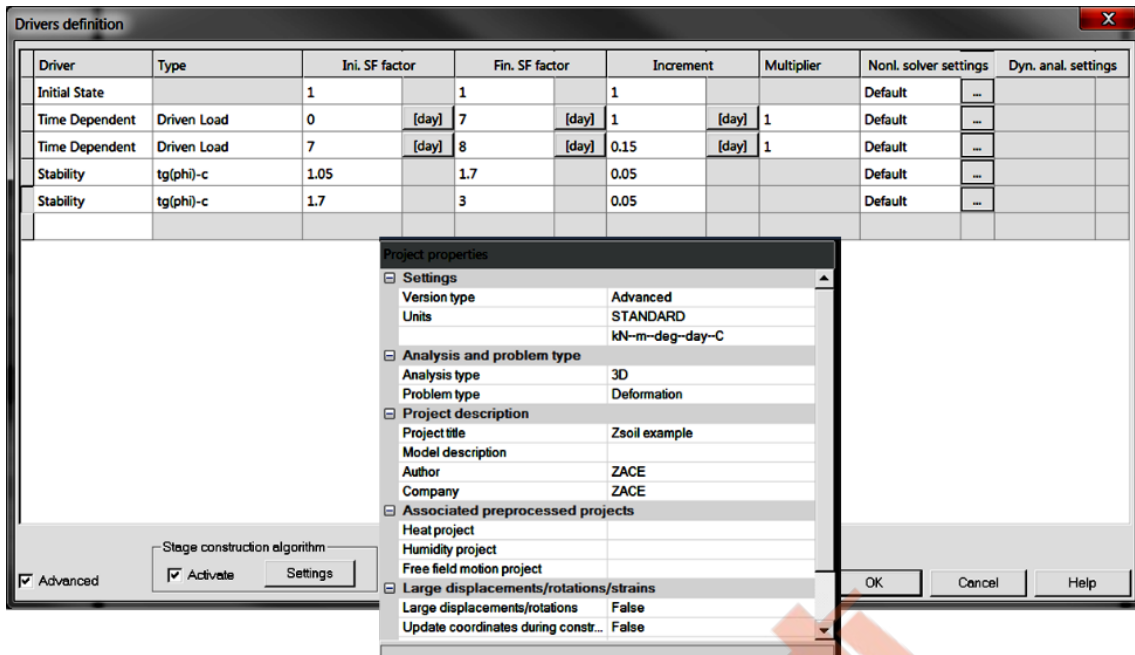 Drivers definition
X
Driver Type Ini. SF factor Fin. SF factor Increment Multiplier Nonl. solver settings Dyn. anal. settings
Initial State 1 1 1 Default ...
Time Dependent Driven Load 0 [day] 7 [day] 1 [day] 1 Default ...
Time Dependent Driven Load 7 [day] 8 [day] 0.15 [day] 1 Default ...
Stability tg(phi)-c 1.05 1.7 0.05 Default ...
Stability tg(phi)-c 1.7 3 0.05 Default ...
Project properties
Settings
Version type Advanced
Units STANDARD
kN--m--deg--day--C
Analysis and problem type
Analysis type 3D
Problem type Deformation
Project description
Project title Zsoil example
Model description
Author ZACE
Company ZACE
Associated preprocessed projects
Heat project
Humidity project
Free field motion project
Large displacements/rotations/strains
Large displacements/rotations False
Update coordinates during constr... False
Stage construction algorithm
Advanced Activate Settings OK Cancel Help